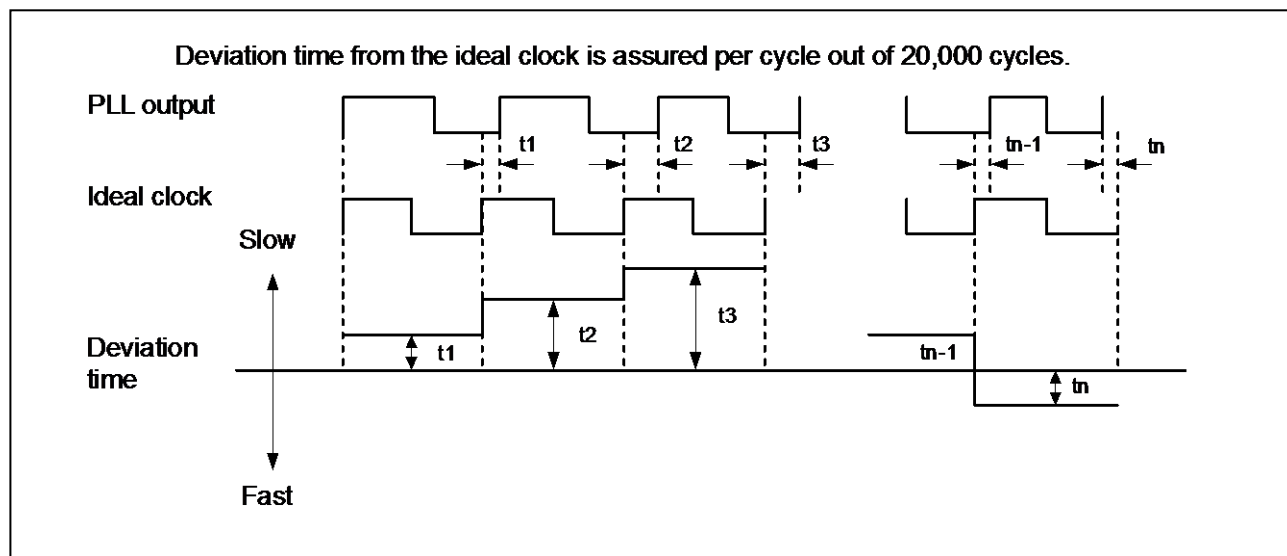 Deviation time from the ideal clock is assured per cycle out of 20,000 cycles.
PLL output
t1
t2
t3
tn-1
tn
Ideal clock
Slow
t1
t2
t3
Deviation
time
tn-1
tn
Fast